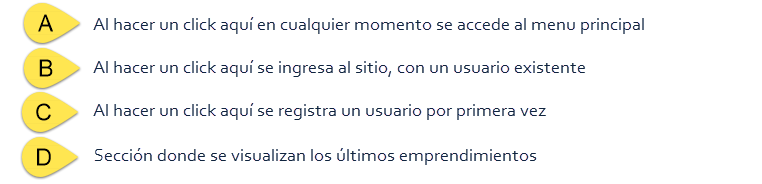 A Al hacer un click aquí en cualquier momento se accede al menu principal
B Al hacer un click aquí se ingresa al sitio, con un usuario existente
C Al hacer un click aquí se registra un usuario por primera vez
D Sección donde se visualizan los últimos emprendimientos